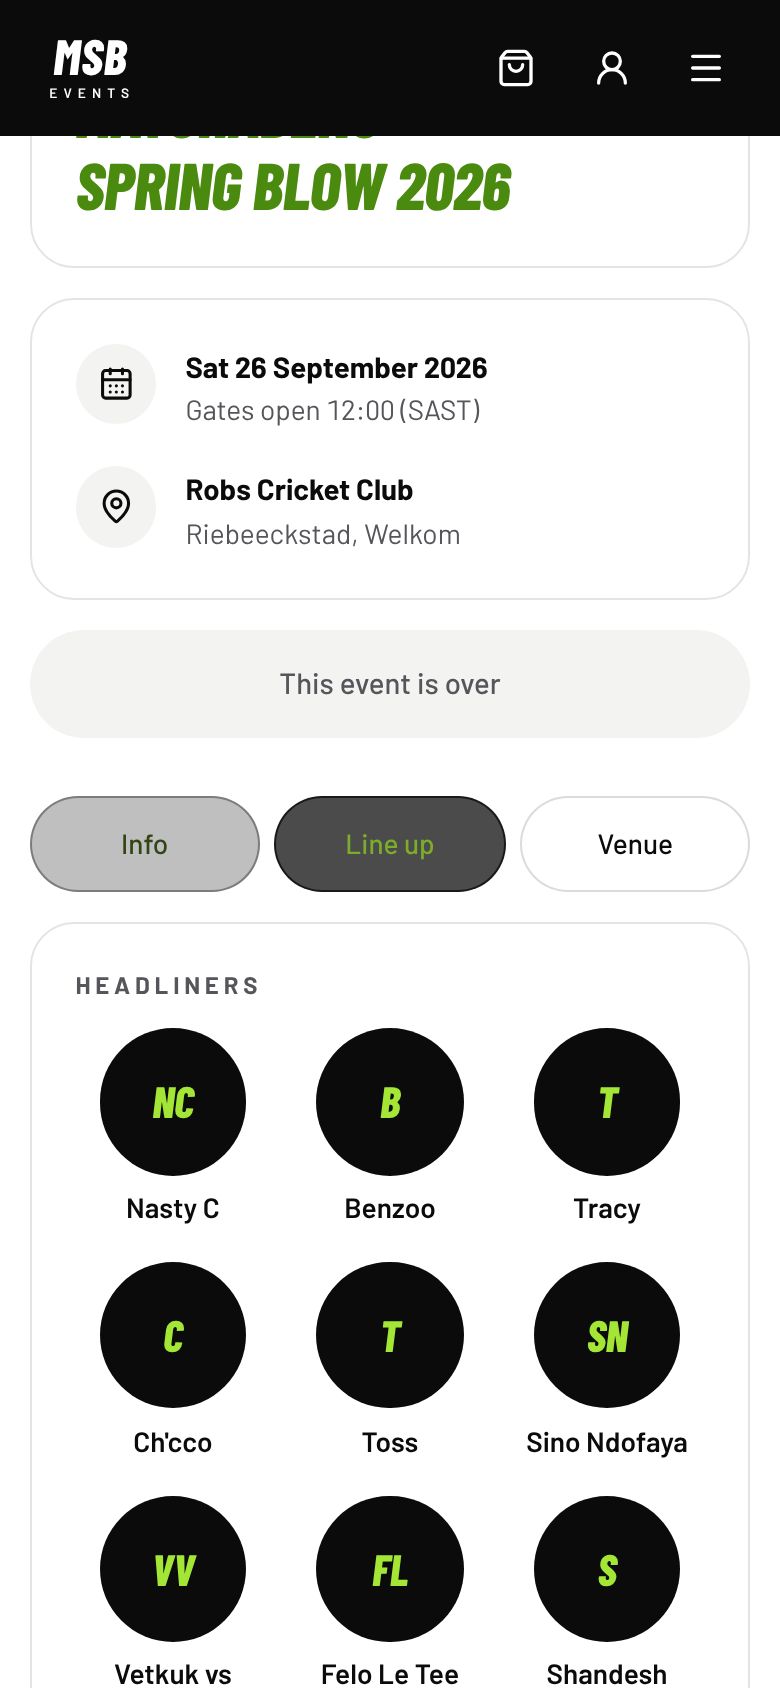 MSB
EVENTS
SPRING BLOW 2026
Sat 26 September 2026
Gates open 12:00 (SAST)
Robs Cricket Club
Riebeeckstad, Welkom
This event is over
Info
Line up
Venue
HEADLINERS
NC
B
T
Nasty C
Benzoo
Tracy
C
T
SN
Ch'cco
Toss
Sino Ndofaya
VV
FL
S
Vetkuk vs
Felo Le Tee
Shandesh